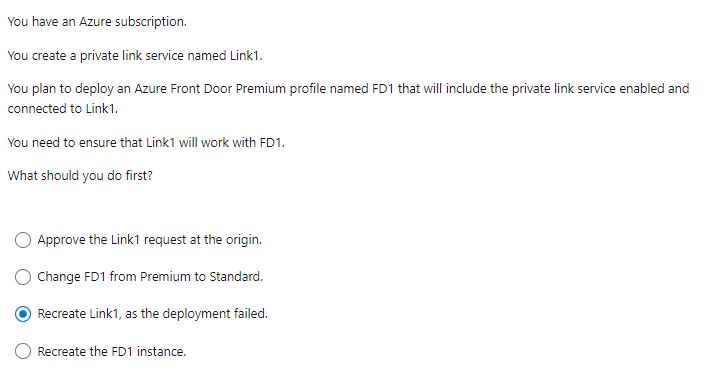 You have an Azure subscription.
You create a private link service named Link1.
You plan to deploy an Azure Front Door Premium profile named FD1 that will include the private link service enabled and
connected to Link1.
You need to ensure that Link1 will work with FD1.
What should you do first?
Approve the Link1 request at the origin.
Change FD1 from Premium to Standard.
Recreate Link1, as the deployment failed.
Recreate the FD1 instance.